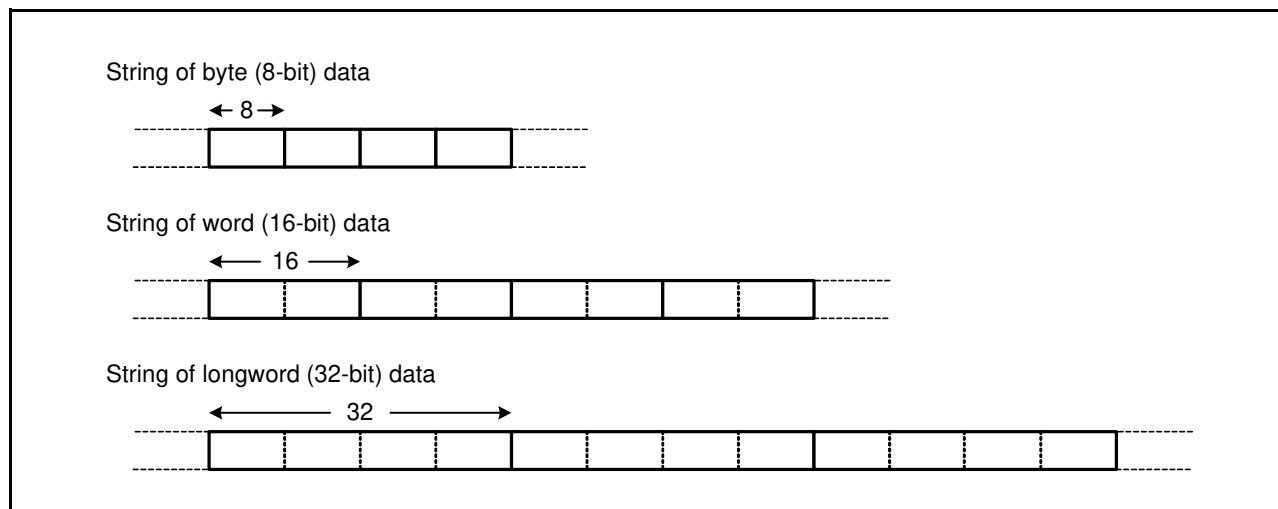 String of byte (8-bit) data
8
String of word (16-bit) data
16
String of longword (32-bit) data
32